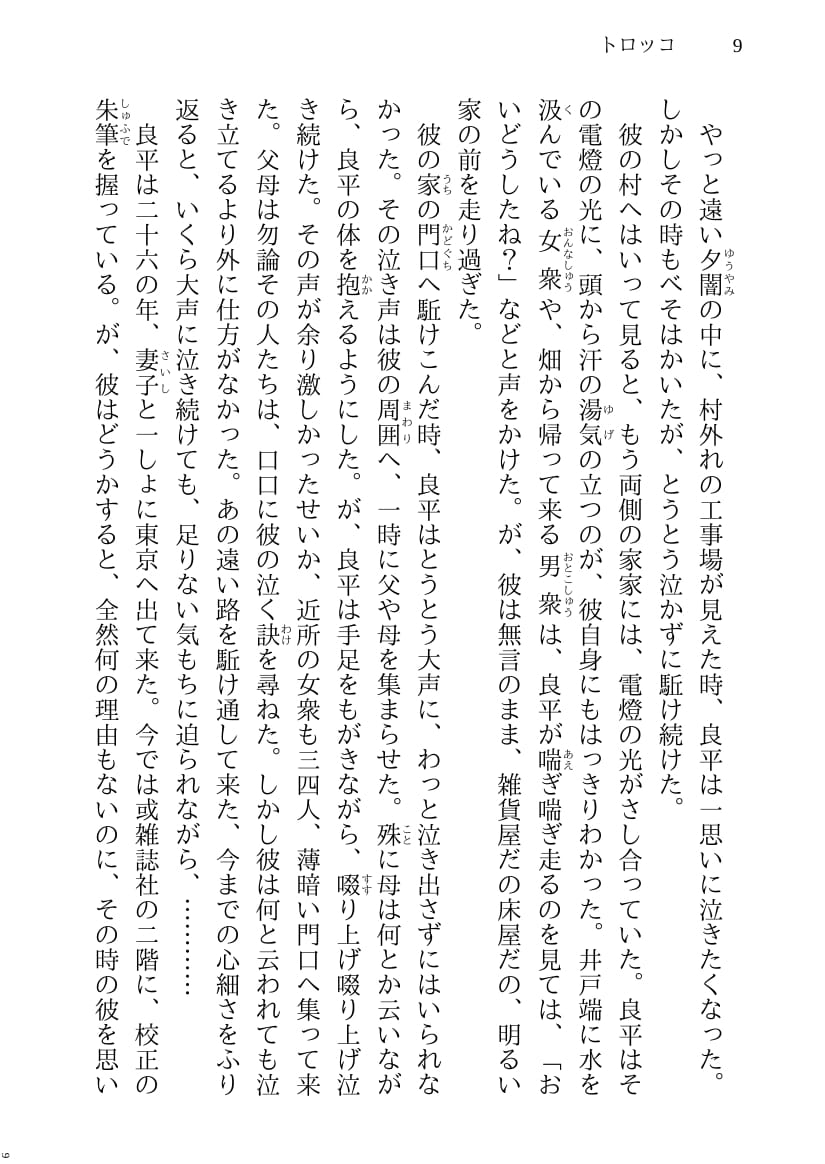 トロッコ 9
やっと遠い夕闇の中に、村外れの工事場が見えた時、良平は一思いに泣きたくなった。
しかしその時もべそはかいたが、とうとう泣かずに駈け続けた。
彼の村へはいって見ると、もう両側の家家には、電燈の光がさし合っていた。良平はそ
の電燈の光に、頭から汗の湯気の立つのが、彼自身にもはっきりわかった。井戸端に水を
汲んでいる女衆や、畑から帰って来る男衆は、良平が喘ぎ喘ぎ走るのを見ては、「お
いどうしたね?」などと声をかけた。が、彼は無言のまま、雑貨屋だの床屋だの、明るい
家の前を走り過ぎた。
彼の家の門口へ駈けこんだ時、良平はとうとう大声に、わっと泣き出さずにはいられな
かった。その泣き声は彼の周囲へ、一時に父や母を集まらせた。殊に母は何とか云いなが
ら、良平の体を抱えるようにした。が、良平は手足をもがきながら、啜り上げ啜り上げ泣
き続けた。その声が余り激しかったせいか、近所の女衆も三四人、薄暗い門口へ集って来
た。父母は勿論その人たちは、口口に彼の泣く訣を尋ねた。しかし彼は何と云われても泣
き立てるより外に仕方がなかった。あの遠い路を駈け通して来た、今までの心細さをふり
返ると、いくら大声に泣き続けても、足りない気もちに迫られながら、…………
良平は二十六の年、妻子と一しょに東京へ出て来た。今では或雑誌社の二階に、校正の
朱筆を握っている。が、彼はどうかすると、全然何の理由もないのに、その時の彼を思い